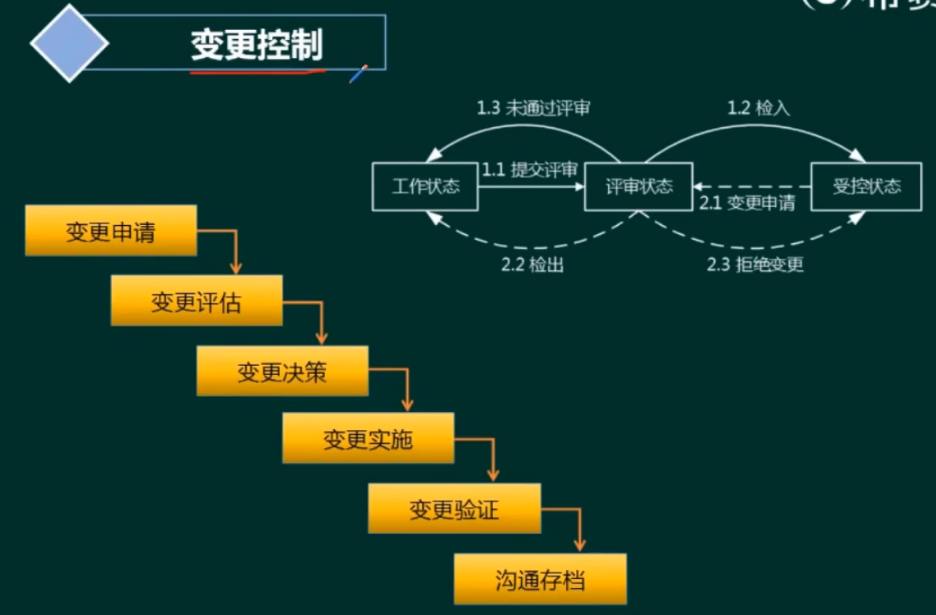 变更控制
1.3 未通过评审
1.2 检入
工作状态
1.1 提交评审
评审状态
受控状态
2.1 变更申请
2.2 检出
2.3 拒绝变更
变更申请
变更评估
变更决策
变更实施
变更验证
沟通存档